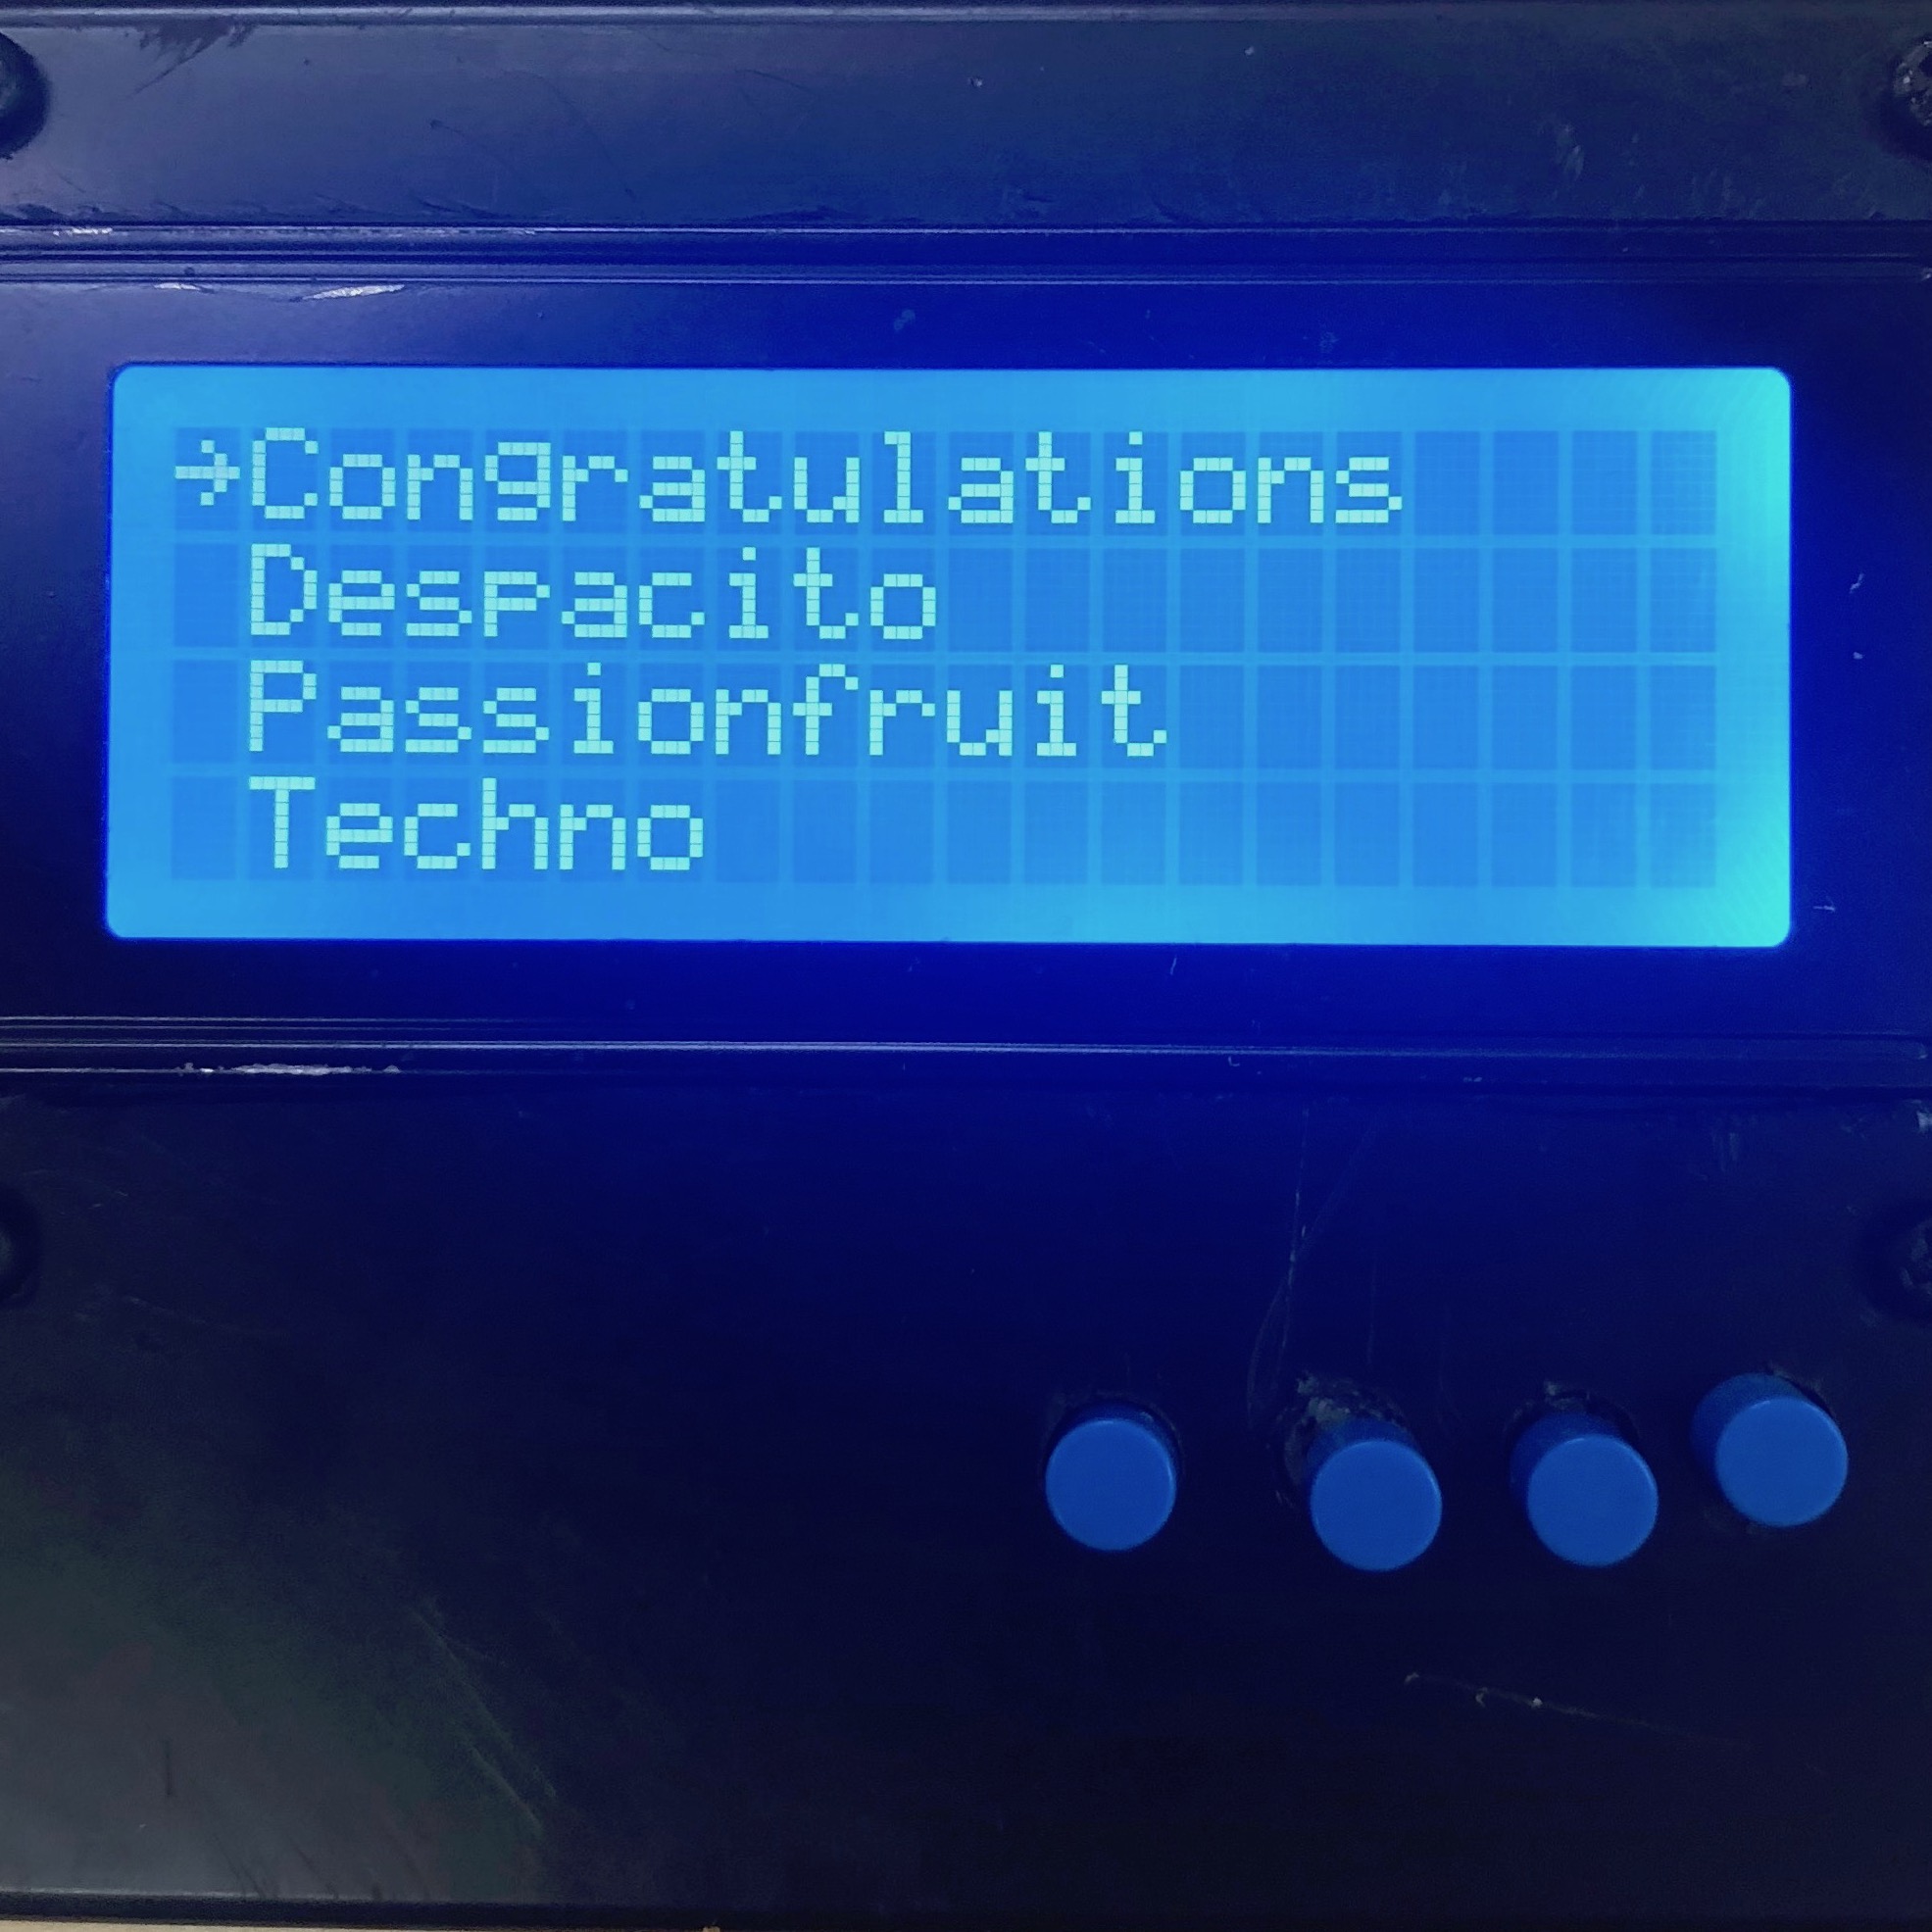 →Congratulations
Despacito
Passionfruit
Techno